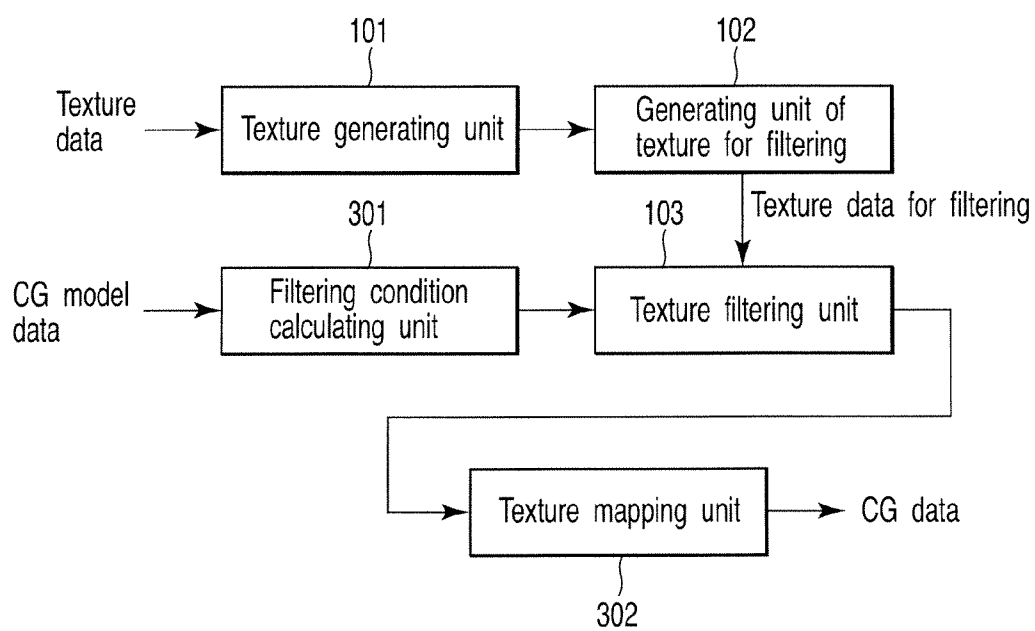 101
102
Texture
data
Texture generating unit
Generating unit of
texture for filtering
Texture data for filtering
301
103
CG model
data
Filtering condition
calculating unit
Texture filtering unit
Texture mapping unit
CG data
302